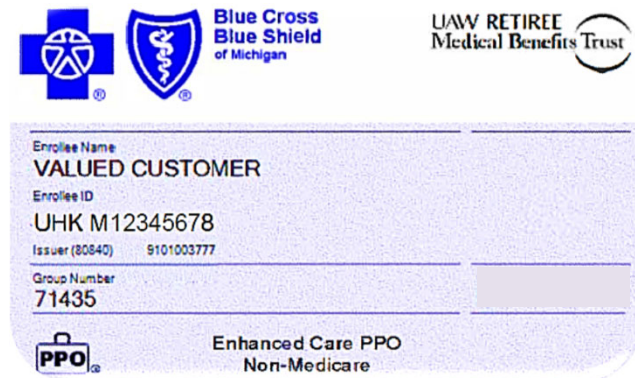 Blue Cross
Blue Shield
of Michigan
UAW RETIREE
Medical Benefits Trust
®
®
Enrollee Name
VALUED CUSTOMER
Enrollee ID
UHK M12345678
Issuer (80840) 9101003777
Group Number
71435
PPO®
Enhanced Care PPO
Non-Medicare